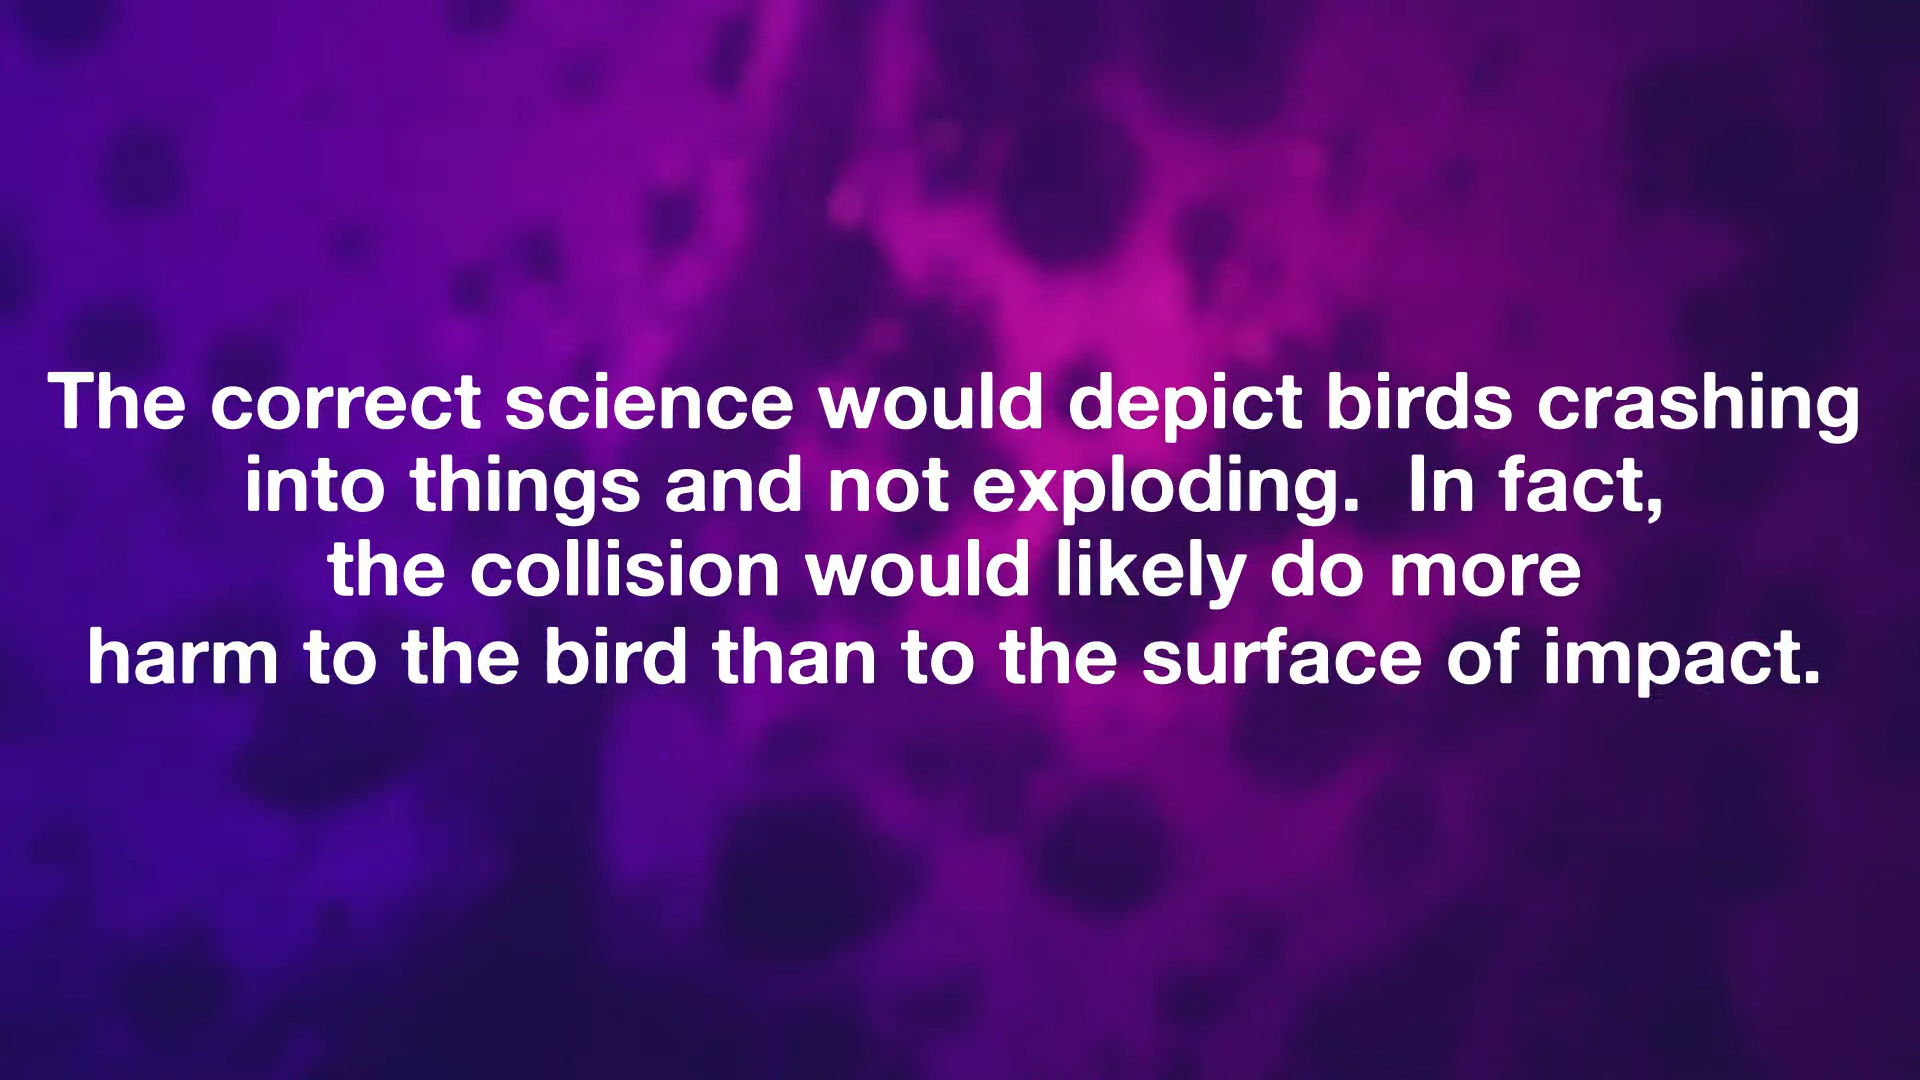 The correct science would depict birds crashing
into things and not exploding.  In fact,
the collision would likely do more
harm to the bird than to the surface of impact.